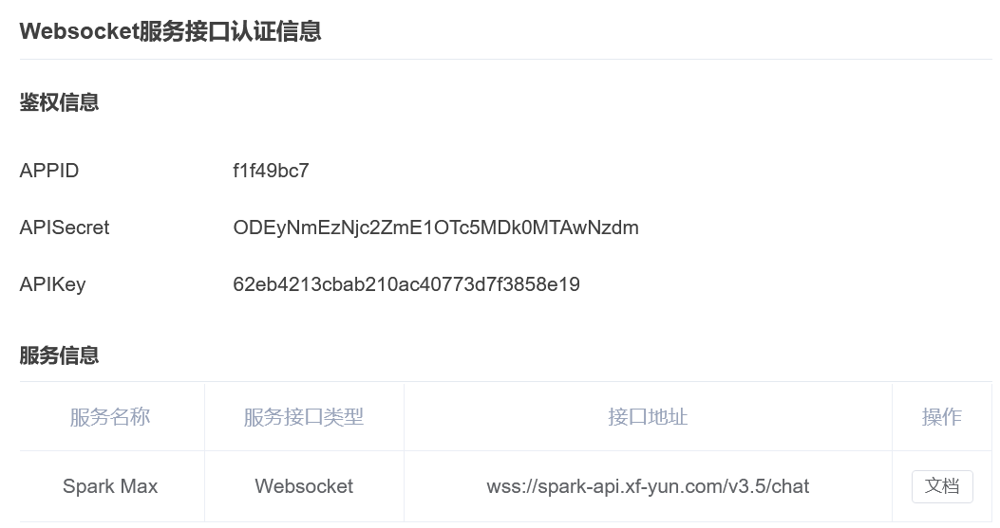 Websocket服务接口认证信息
鉴权信息
APPID f1f49bc7
APISecret ODEyNmEzNjc2ZmE1OTc5MDk0MTAwNzdm
APIKey 62eb4213cbab210ac40773d7f3858e19
服务信息
服务名称 服务接口类型 接口地址 操作
Spark Max Websocket wss://spark-api.xf-yun.com/v3.5/chat 文档